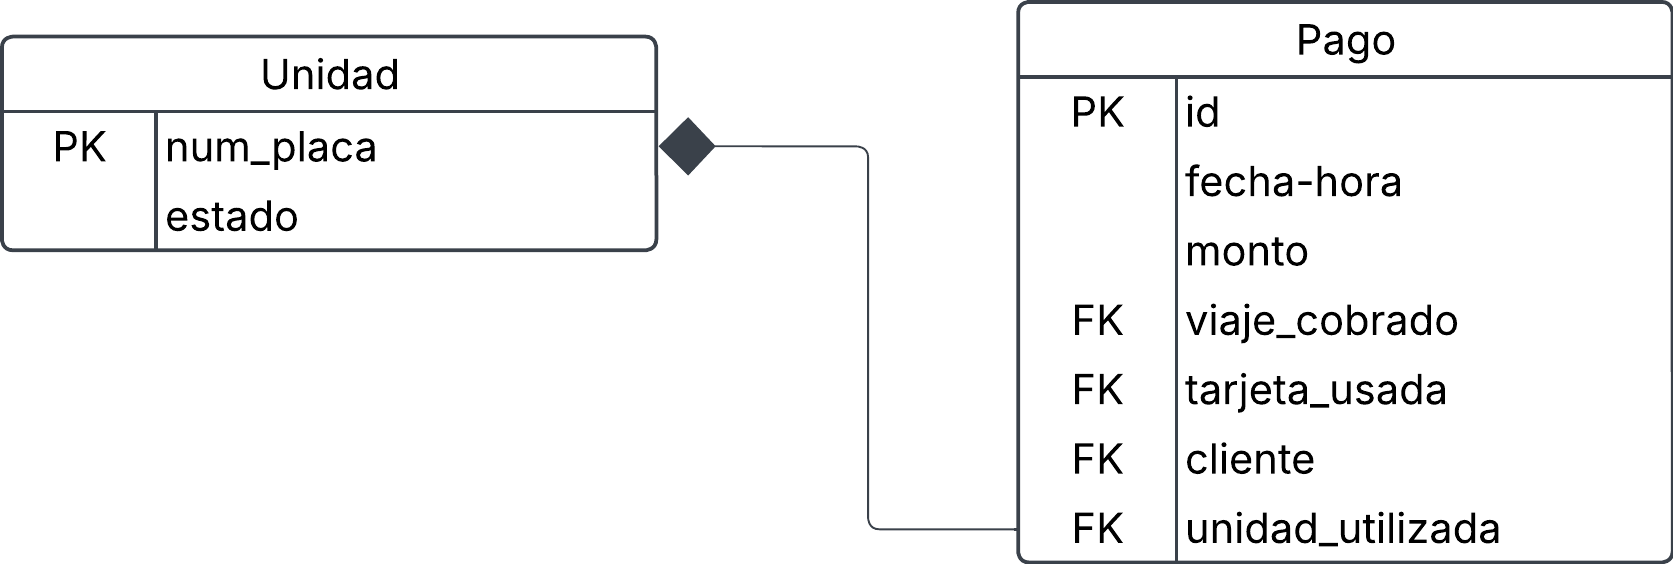 Unidad
PK num_placa
estado
Pago
PK id
fecha-hora
monto
FK viaje_cobrado
FK tarjeta_usada
FK cliente
FK unidad_utilizada